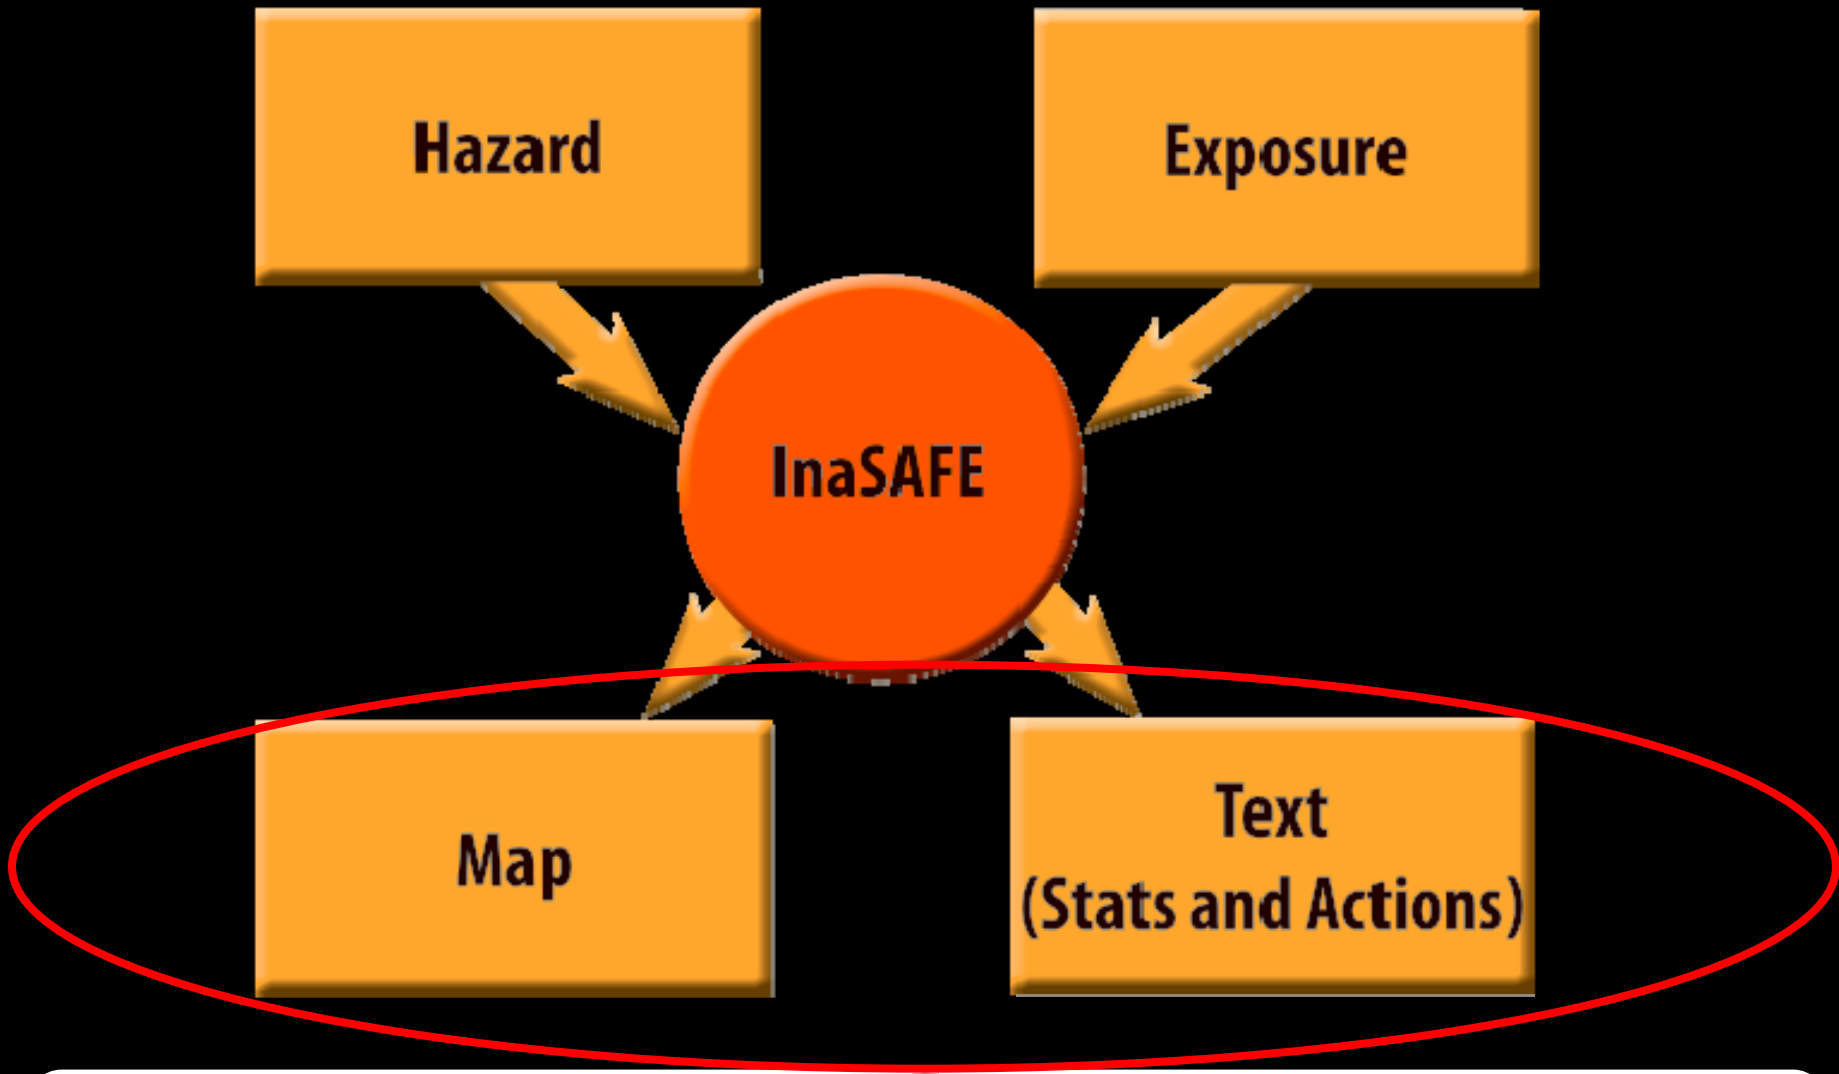 Hazard
Exposure
InaSAFE
Map
Text
(Stats and Actions)